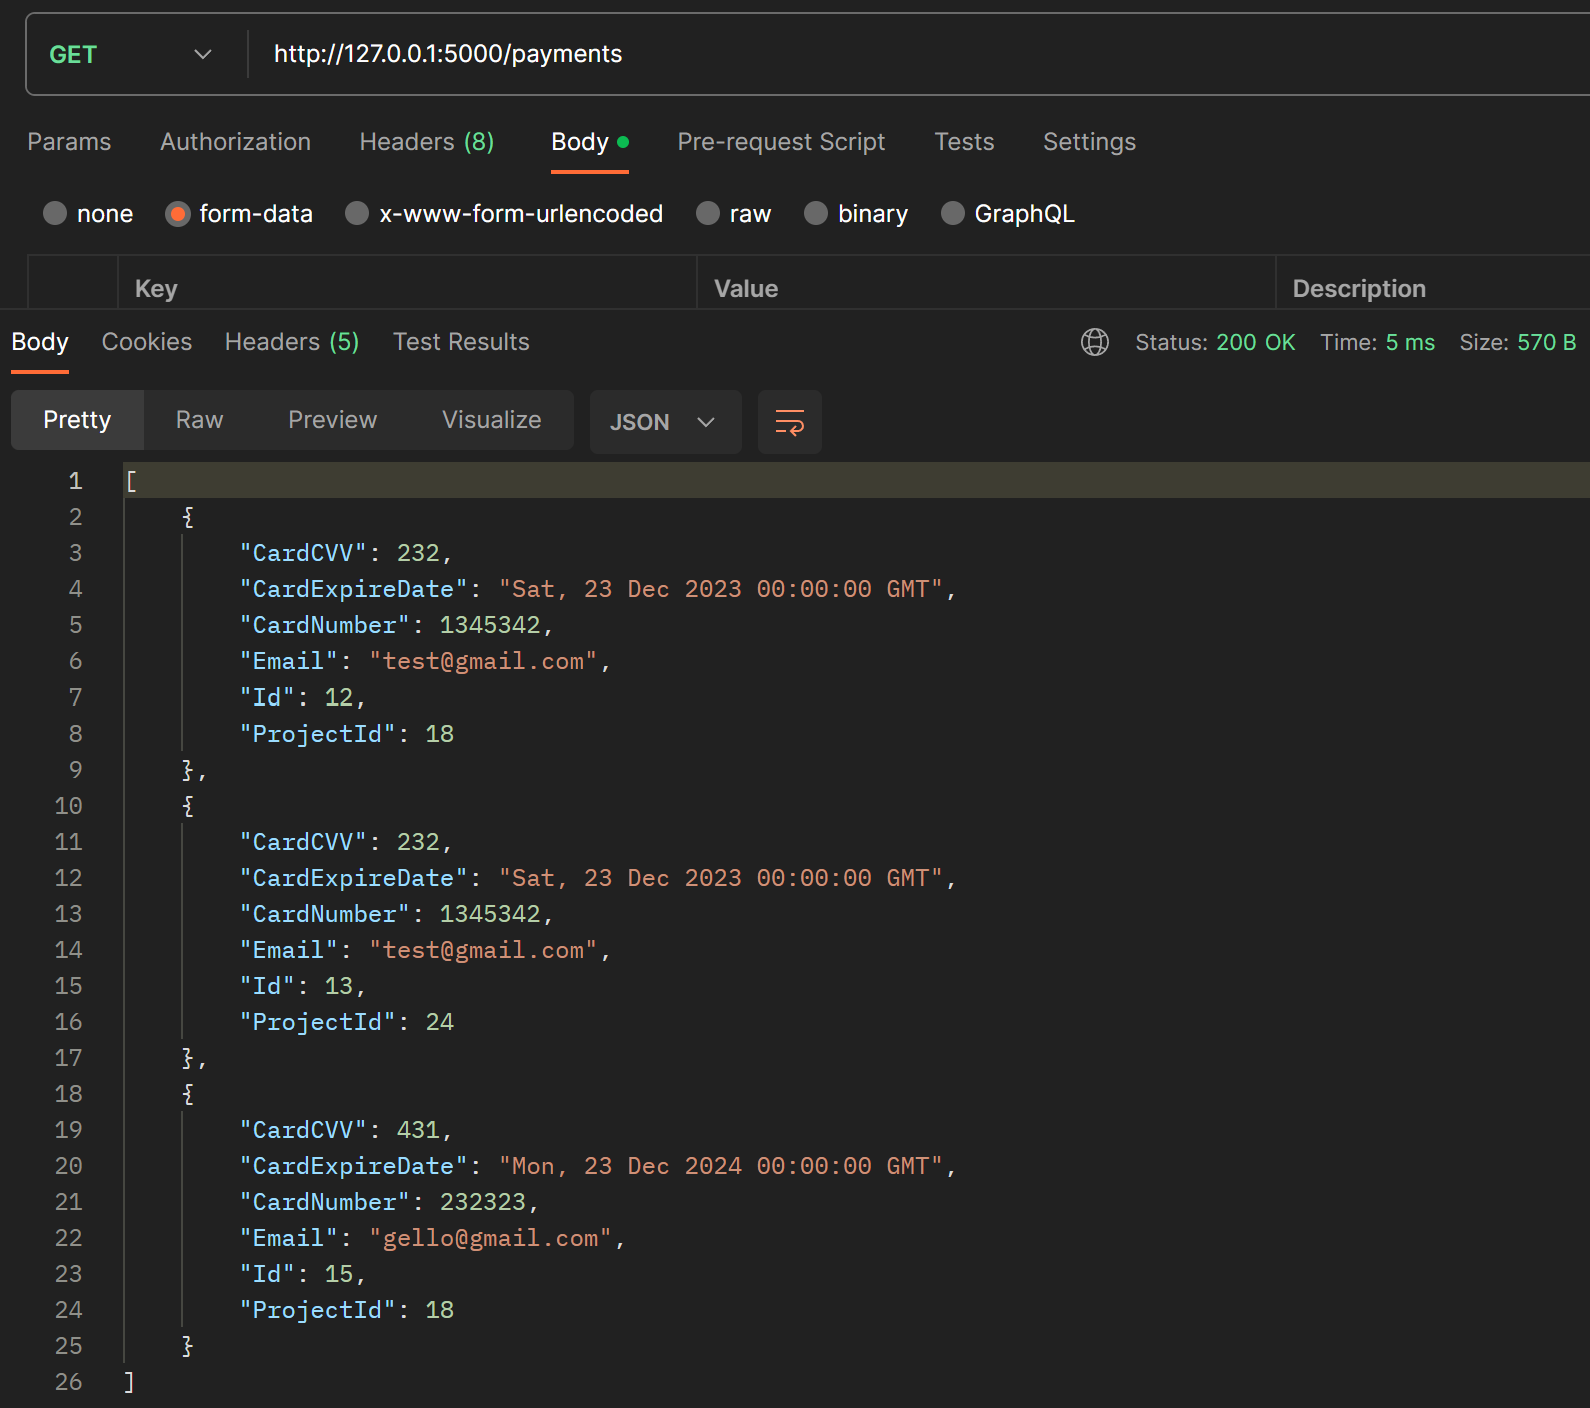 GET http://127.0.0.1:5000/payments
Params Authorization Headers (8) Body Pre-request Script Tests Settings
none form-data x-www-form-urlencoded raw binary GraphQL
Key Value Description
Body Cookies Headers (5) Test Results Status: 200 OK Time: 5 ms Size: 570 B
Pretty Raw Preview Visualize JSON
1 [
2 {
3 "CardCVV": 232,
4 "CardExpireDate": "Sat, 23 Dec 2023 00:00:00 GMT",
5 "CardNumber": 1345342,
6 "Email": "test@gmail.com",
7 "Id": 12,
8 "ProjectId": 18
9 },
10 {
11 "CardCVV": 232,
12 "CardExpireDate": "Sat, 23 Dec 2023 00:00:00 GMT",
13 "CardNumber": 1345342,
14 "Email": "test@gmail.com",
15 "Id": 13,
16 "ProjectId": 24
17 },
18 {
19 "CardCVV": 431,
20 "CardExpireDate": "Mon, 23 Dec 2024 00:00:00 GMT",
21 "CardNumber": 232323,
22 "Email": "gello@gmail.com",
23 "Id": 15,
24 "ProjectId": 18
25 }
26 ]